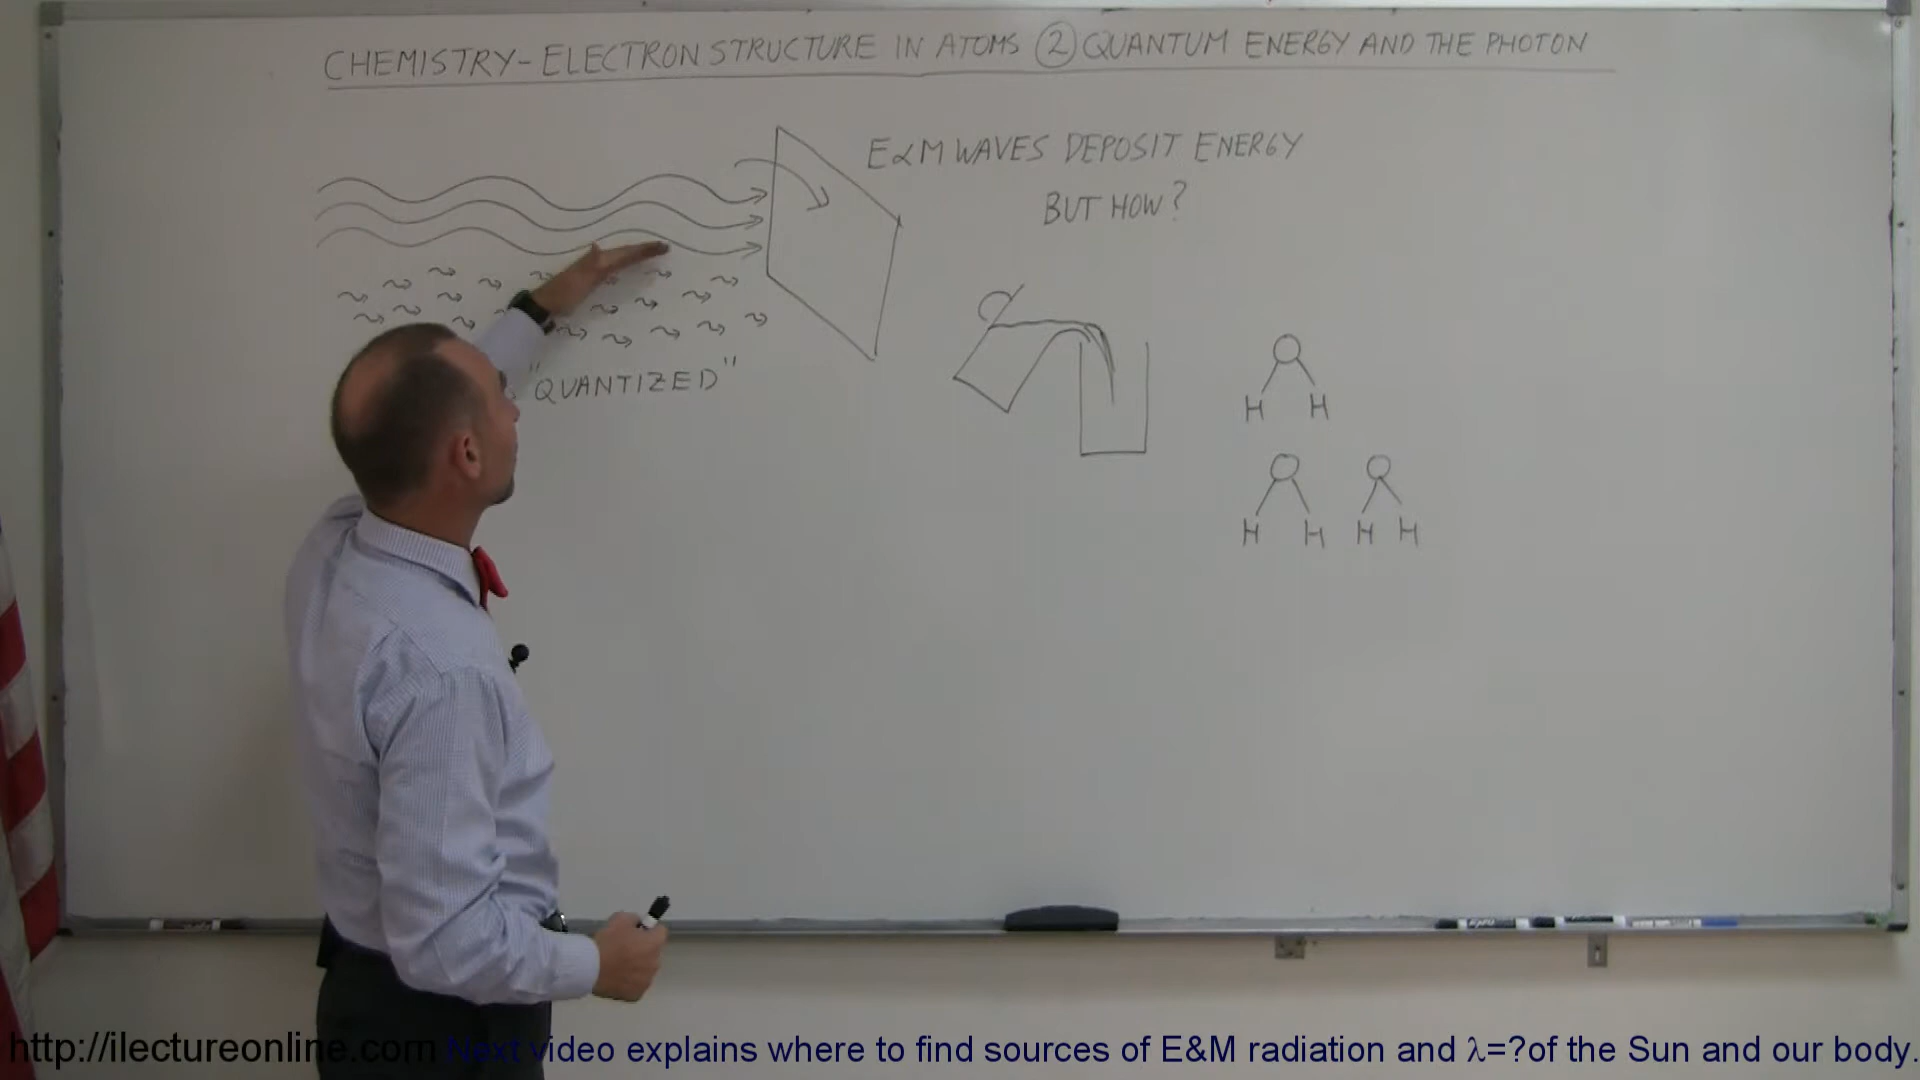 CHEMISTRY-ELECTRON STRUCTURE IN ATOMS ② QUANTUM ENERGY AND THE PHOTON
E&M WAVES DEPOSIT ENERGY
BUT HOW?
"QUANTIZED"
O
H H
O O
H H H H
http://ilectureonline.com Next video explains where to find sources of E&M radiation and λ=?of the Sun and our body.